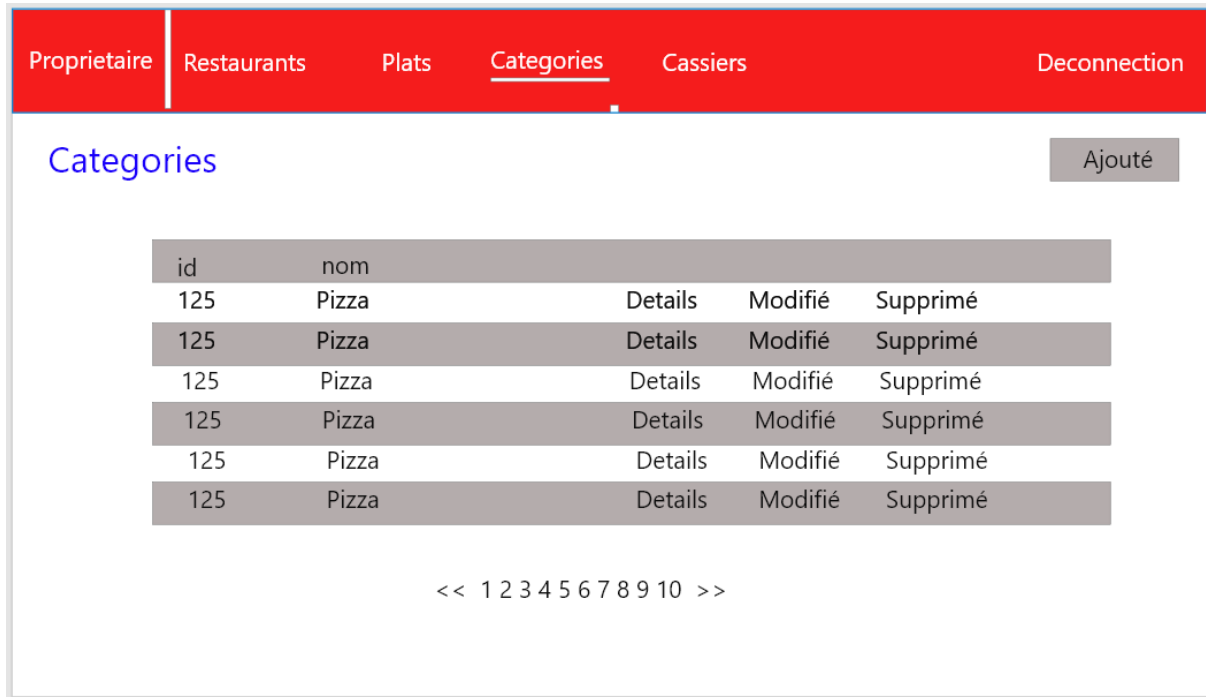 Proprietaire Restaurants Plats Categories Cassiers Deconnection
Categories Ajouté
id nom
125 Pizza Details Modifié Supprimé
125 Pizza Details Modifié Supprimé
125 Pizza Details Modifié Supprimé
125 Pizza Details Modifié Supprimé
125 Pizza Details Modifié Supprimé
125 Pizza Details Modifié Supprimé
<< 1 2 3 4 5 6 7 8 9 10 >>